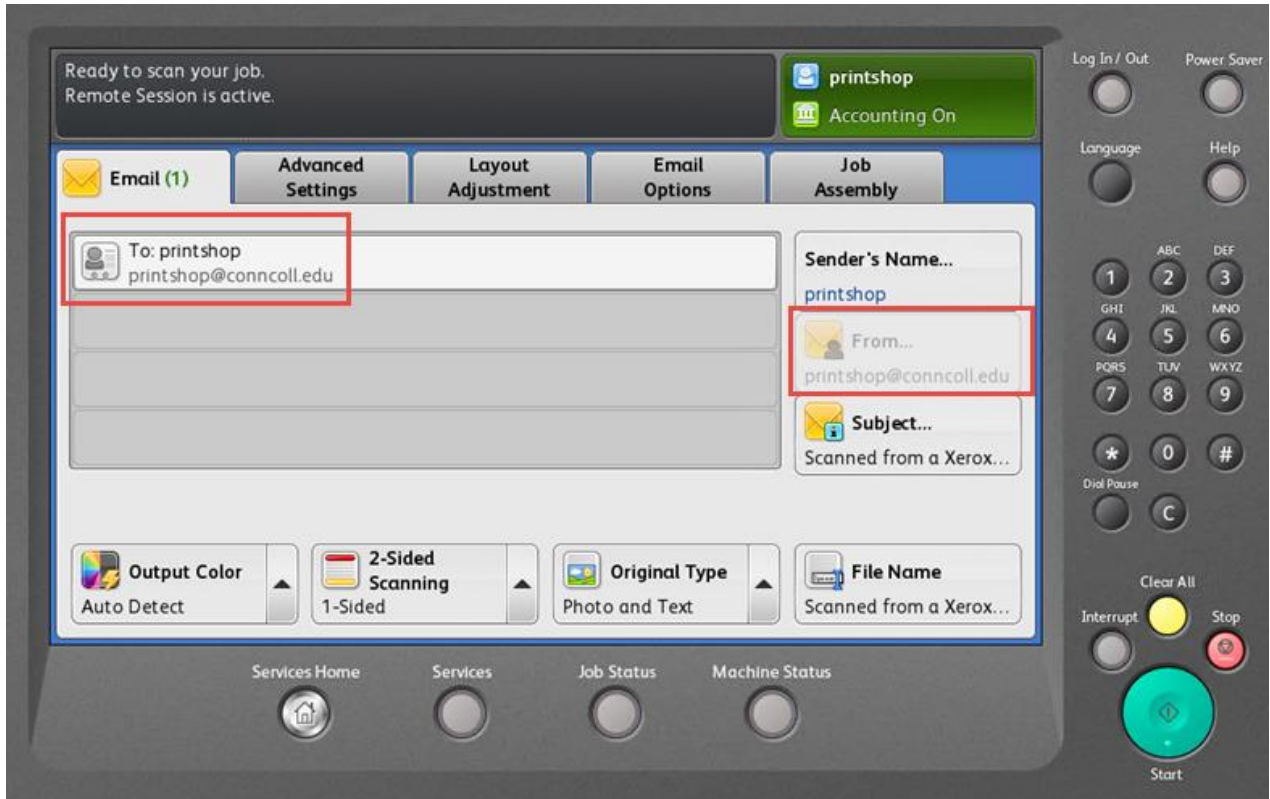 Ready to scan your job.
Remote Session is active.
printshop
Accounting On
Email (1)
Advanced
Settings
Layout
Adjustment
Email
Options
Job
Assembly
To: printshop
printshop@conncoll.edu
Sender's Name...
printshop
From...
printshop@conncoll.edu
Subject...
Scanned from a Xerox...
Output Color
Auto Detect
2-Sided
Scanning
1-Sided
Original Type
Photo and Text
File Name
Scanned from a Xerox...
Services Home
Services
Job Status
Machine Status
Log In / Out
Power Saver
Language
Help
ABC
DEF
1
2
3
GHI
JKL
MNO
4
5
6
PQRS
TUV
WXYZ
7
8
9
*
0
#
Dial Pause
C
Clear All
Interrupt
Stop
Start